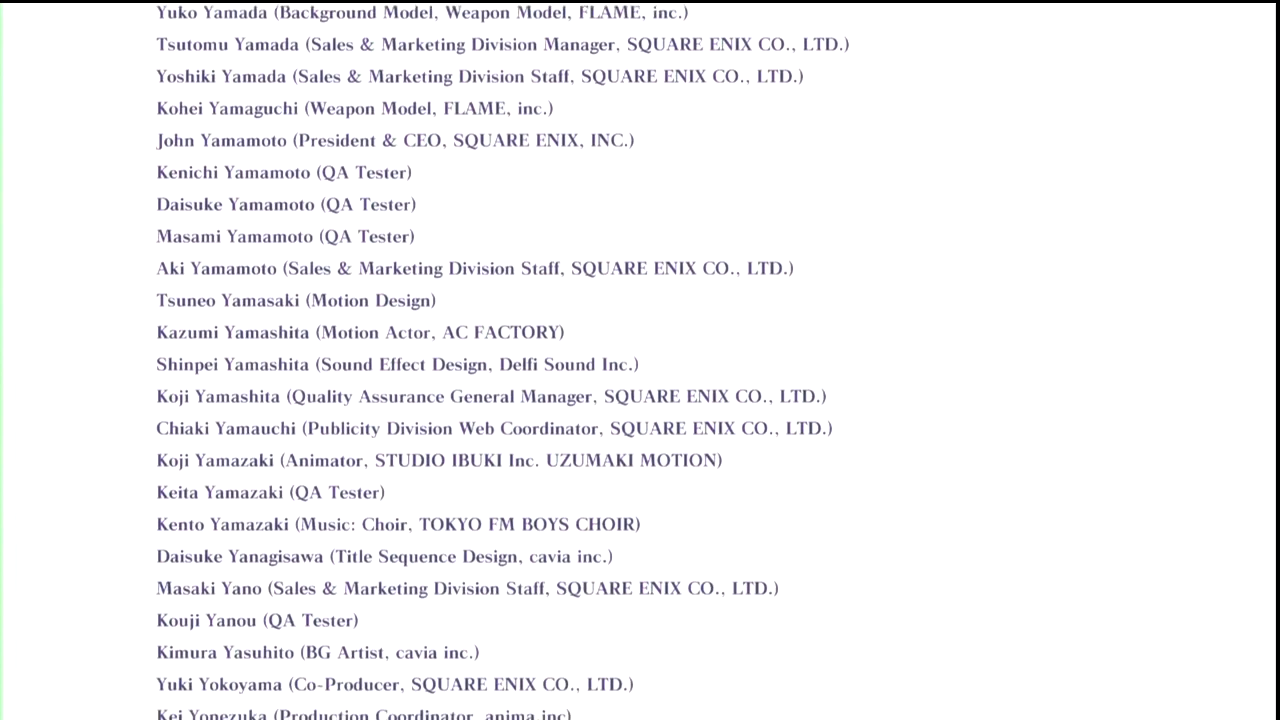 Yuko Yamada (Background Model, Weapon Model, FLAME, inc.)
Tsutomu Yamada (Sales & Marketing Division Manager, SQUARE ENIX CO., LTD.)
Yoshiki Yamada (Sales & Marketing Division Staff, SQUARE ENIX CO., LTD.)
Kohei Yamaguchi (Weapon Model, FLAME, inc.)
John Yamamoto (President & CEO, SQUARE ENIX, INC.)
Kenichi Yamamoto (QA Tester)
Daisuke Yamamoto (QA Tester)
Masami Yamamoto (QA Tester)
Aki Yamamoto (Sales & Marketing Division Staff, SQUARE ENIX CO., LTD.)
Tsuneo Yamasaki (Motion Design)
Kazumi Yamashita (Motion Actor, AC FACTORY)
Shinpei Yamashita (Sound Effect Design, Delfi Sound Inc.)
Koji Yamashita (Quality Assurance General Manager, SQUARE ENIX CO., LTD.)
Chiaki Yamauchi (Publicity Division Web Coordinator, SQUARE ENIX CO., LTD.)
Koji Yamazaki (Animator, STUDIO IBUKI Inc. UZUMAKI MOTION)
Keita Yamazaki (QA Tester)
Kento Yamazaki (Music: Choir, TOKYO FM BOYS CHOIR)
Daisuke Yanagisawa (Title Sequence Design, cavia inc.)
Masaki Yano (Sales & Marketing Division Staff, SQUARE ENIX CO., LTD.)
Kouji Yanou (QA Tester)
Kimura Yasuhito (BG Artist, cavia inc.)
Yuki Yokoyama (Co-Producer, SQUARE ENIX CO., LTD.)
Kei Yonezuka (Production Coordinator, anima inc)